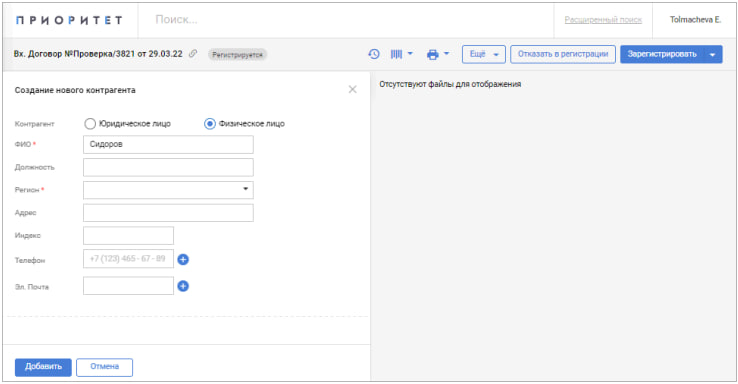 ПРИОРИТЕТ
Поиск...
Расширенный поиск
Tolmacheva E.
Вх. Договор №Проверка/3821 от 29.03.22
Регистрируется
Ещё
Отказать в регистрации
Зарегистрировать
Создание нового контрагента
Отсутствуют файлы для отображения
Контрагент
Юридическое лицо
Физическое лицо
ФИО *
Сидоров
Должность
Регион *
Адрес
Индекс
Телефон
+7 (123) 465 - 67 - 89
Эл. Почта
Добавить
Отмена